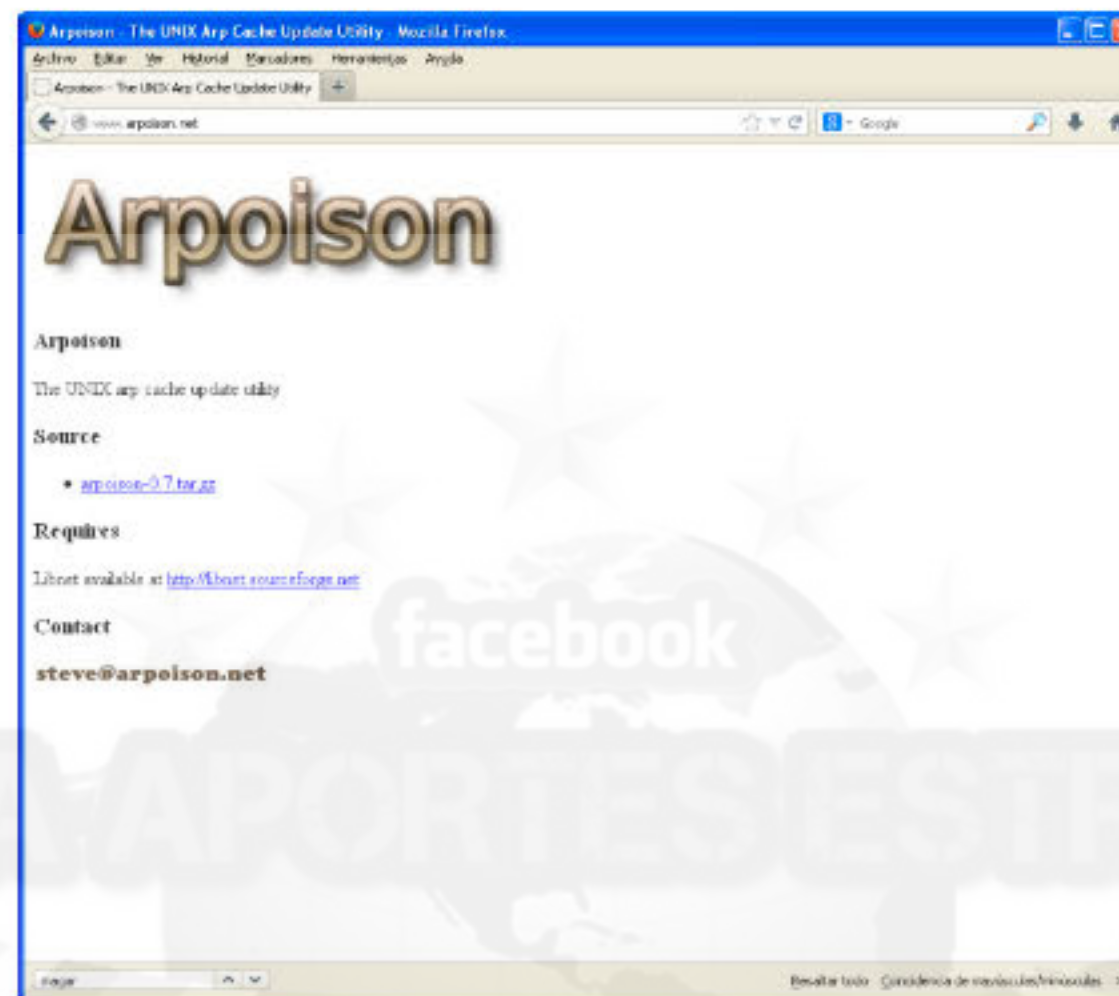 Arpoison - The UNIX Arp Cache Update Utility - Mozilla Firefox
Archivo Editar Ver Historial Marcadores Herramientas Ayuda
Arpoison - The UNIX Arp Cache Update Utility +
www.arpoison.net
Google
Arpoison
Arpoison
The UNIX arp cache update utility
Source
• arpoison-0.7.tar.gz
Requires
Libnet available at http://libnet.sourceforge.net
Contact
steve@arpoison.net
facebook
APORTES
Resaltar todo Coincidencia de mayúsculas/minúsculas